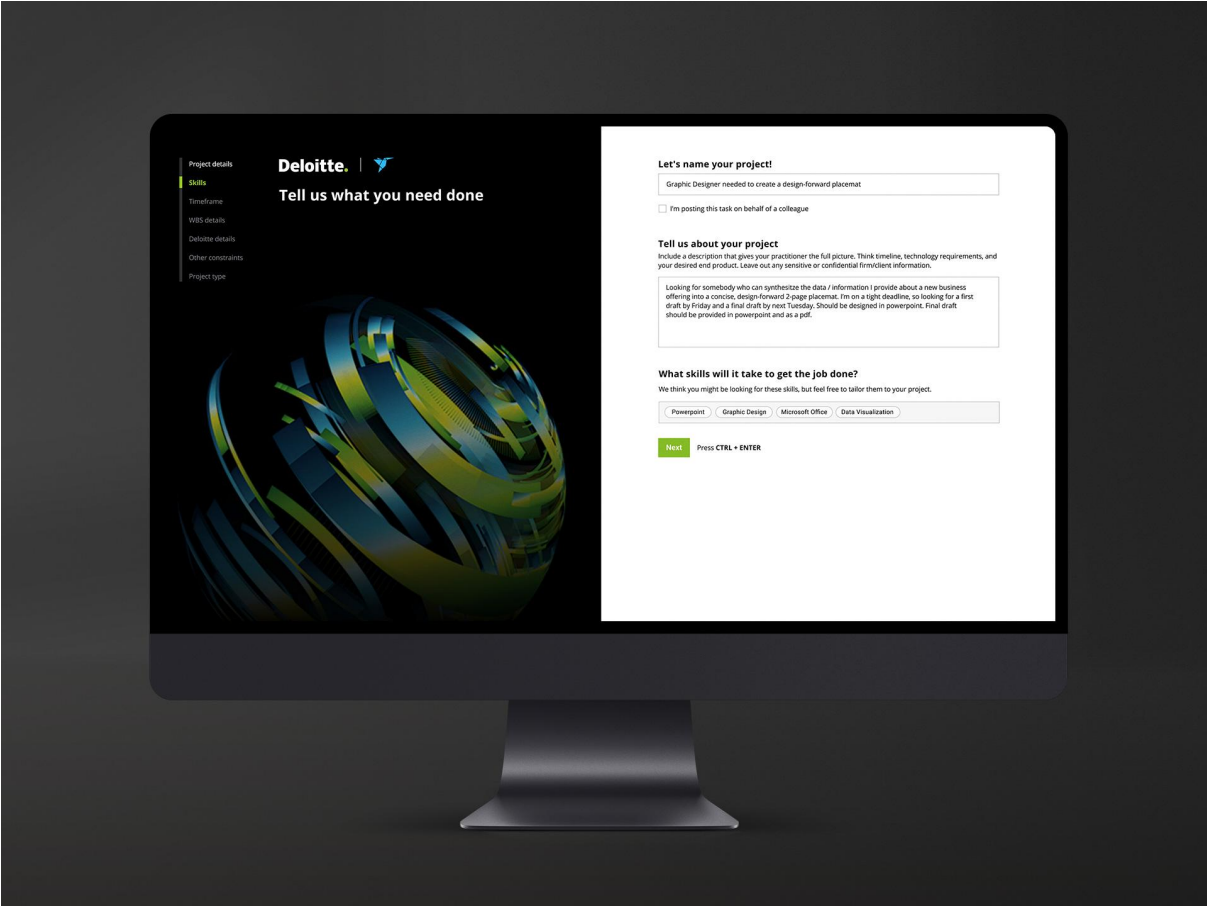 Project details
Skills
Timeframe
WBS details
Deloitte details
Other constraints
Project type
Deloitte.
Tell us what you need done
Let's name your project!
Graphic Designer needed to create a design-forward placemat
I'm posting this task on behalf of a colleague
Tell us about your project
Include a description that gives your practitioner the full picture. Think timeline, technology requirements, and
your desired end product. Leave out any sensitive or confidential firm/client information.
Looking for somebody who can synthesitze the data / information I provide about a new business
offering into a concise, design-forward 2-page placemat. I'm on a tight deadline, so looking for a first
draft by Friday and a final draft by next Tuesday. Should be designed in powerpoint. Final draft
should be provided in powerpoint and as a pdf.
What skills will it take to get the job done?
We think you might be looking for these skills, but feel free to tailor them to your project.
Powerpoint Graphic Design Microsoft Office Data Visualization
Next Press CTRL + ENTER